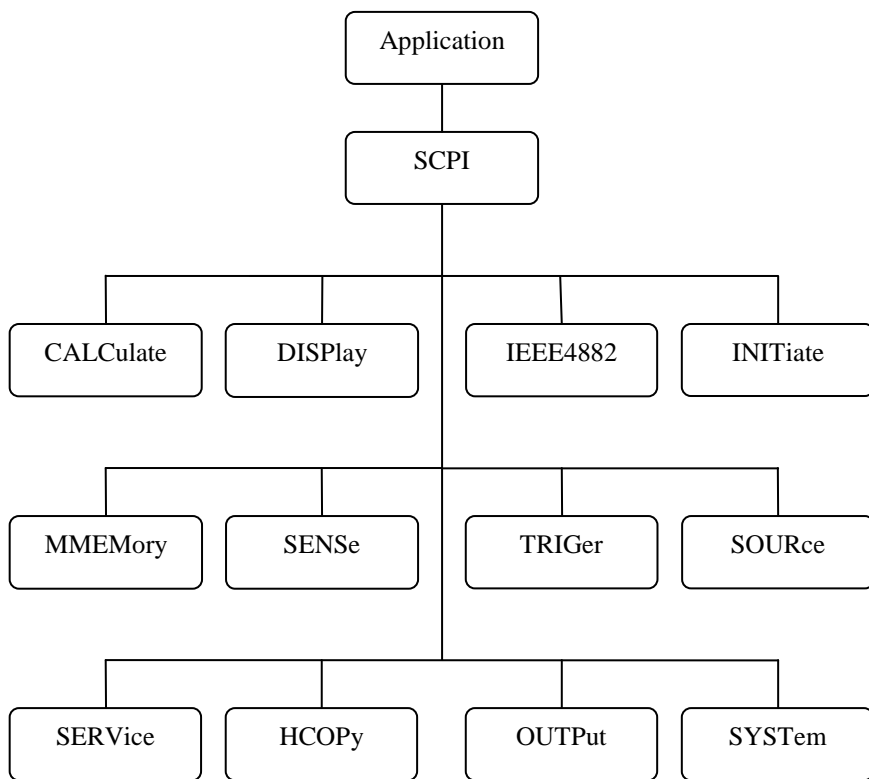 Application
SCPI
CALCulate
DISPlay
IEEE4882
INITiate
MMEMory
SENSe
TRIGer
SOURce
SERVice
HCOPy
OUTPut
SYSTem